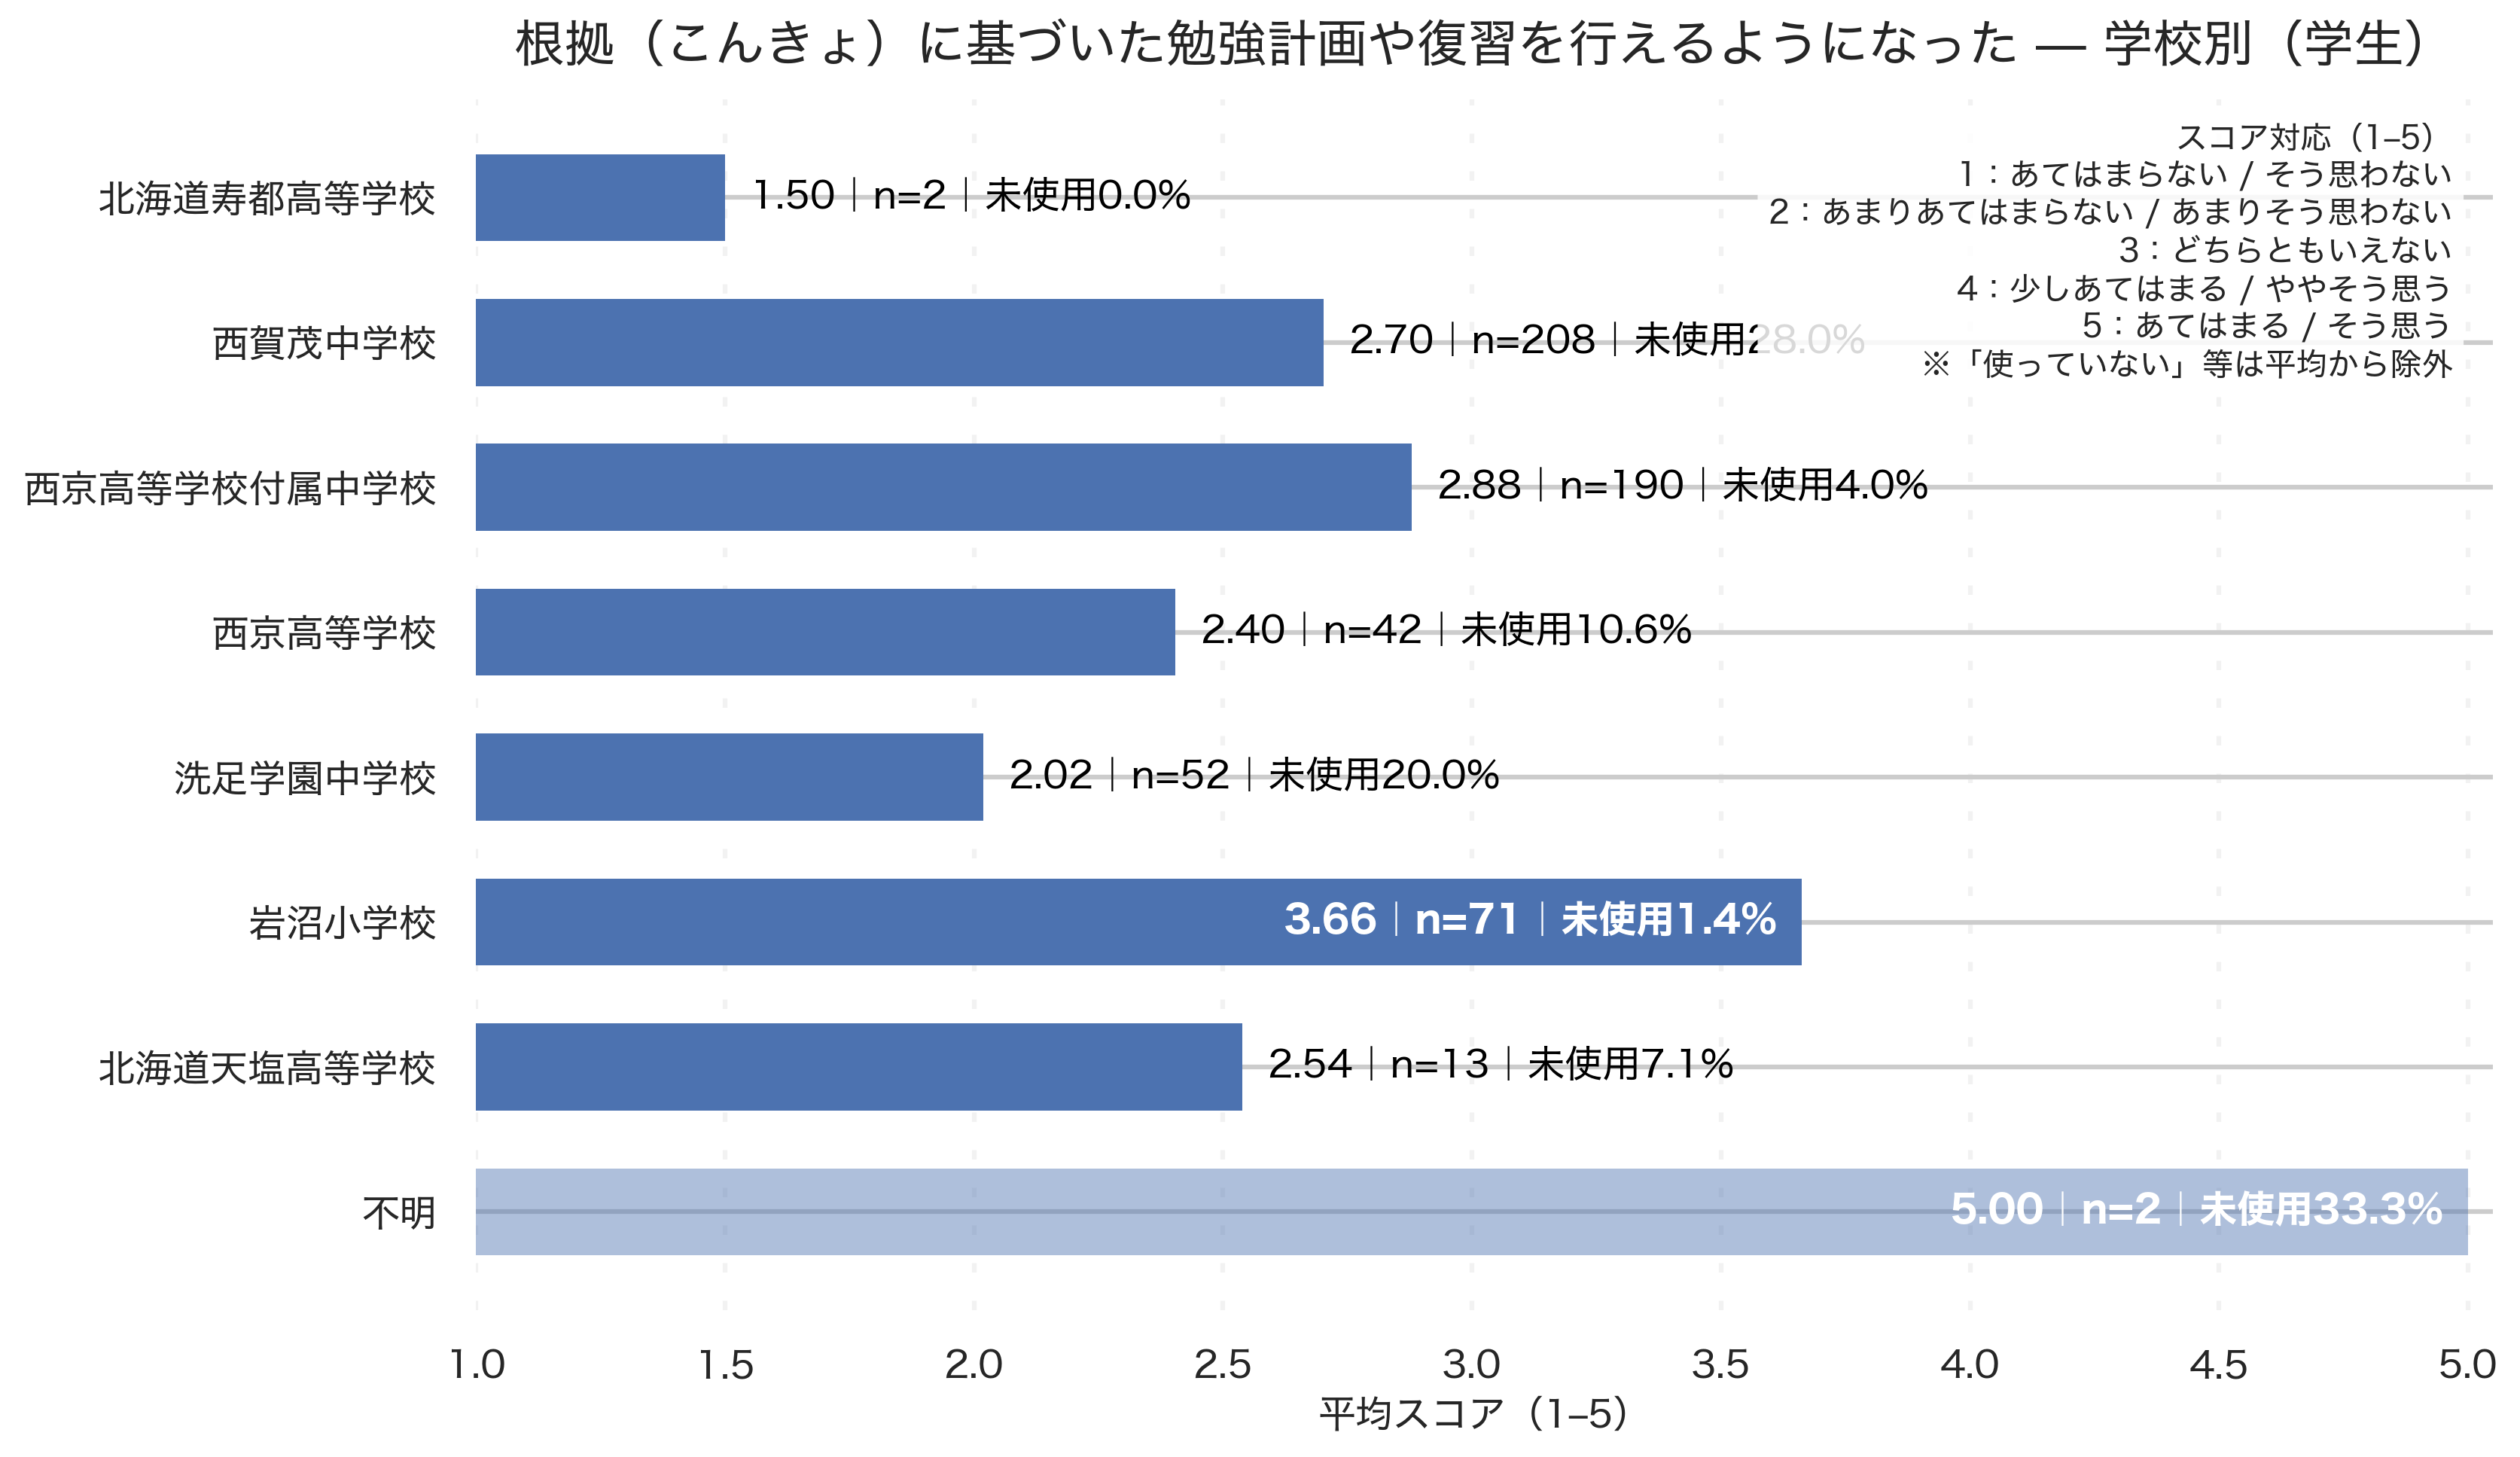 根拠（こんきょ）に基づいた勉強計画や復習を行えるようになった — 学校別（学生）
スコア対応（1–5）
1：あてはまらない / そう思わない
2：あまりあてはまらない / あまりそう思わない
3：どちらともいえない
4：少しあてはまる / ややそう思う
5：あてはまる / そう思う
※「使っていない」等は平均から除外
北海道寿都高等学校 1.50｜n=2｜未使用0.0%
西賀茂中学校 2.70｜n=208｜未使用28.0%
西京高等学校付属中学校 2.88｜n=190｜未使用4.0%
西京高等学校 2.40｜n=42｜未使用10.6%
洗足学園中学校 2.02｜n=52｜未使用20.0%
岩沼小学校 3.66｜n=71｜未使用1.4%
北海道天塩高等学校 2.54｜n=13｜未使用7.1%
不明 5.00｜n=2｜未使用33.3%
1.0 1.5 2.0 2.5 3.0 3.5 4.0 4.5 5.0
平均スコア（1–5）